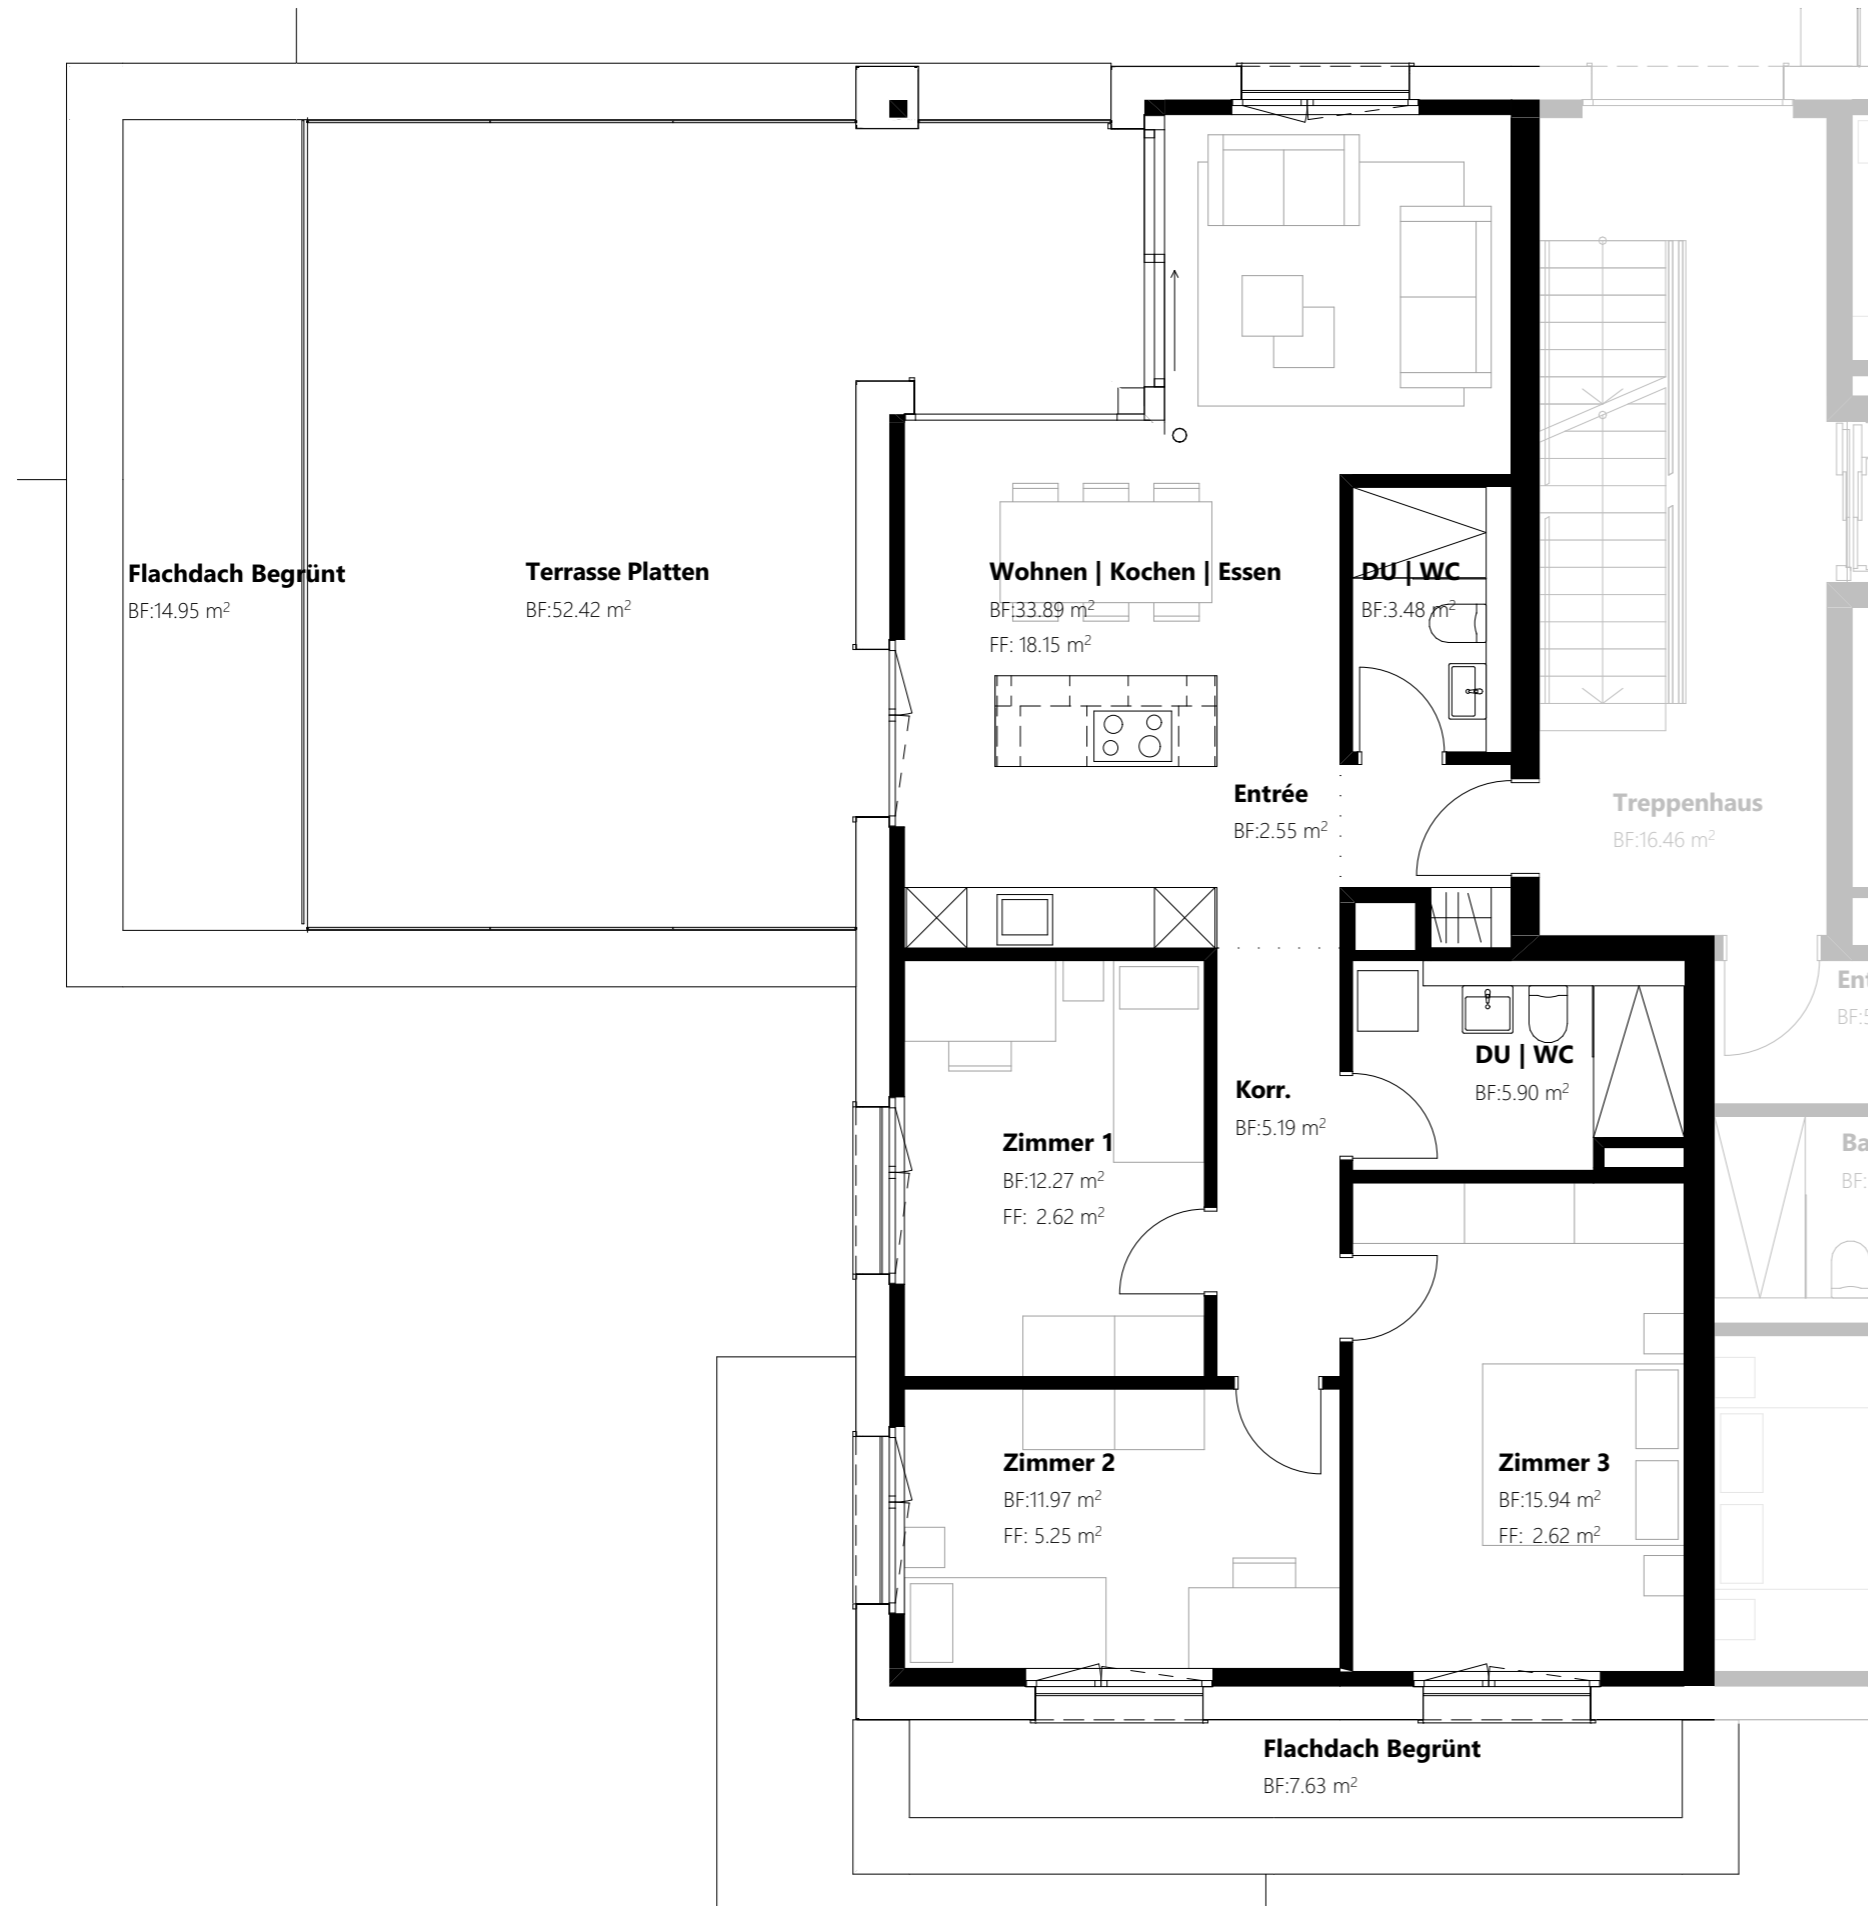 Flachdach Begrünt
BF:14.95 m²
Terrasse Platten
BF:52.42 m²
Wohnen | Kochen | Essen
BF:33.89 m²
FF: 18.15 m²
DU | WC
BF:3.48 m²
Entrée
BF:2.55 m²
Treppenhaus
BF:16.46 m²
DU | WC
BF:5.90 m²
Korr.
BF:5.19 m²
Zimmer 1
BF:12.27 m²
FF: 2.62 m²
Zimmer 2
BF:11.97 m²
FF: 5.25 m²
Zimmer 3
BF:15.94 m²
FF: 2.62 m²
Flachdach Begrünt
BF:7.63 m²